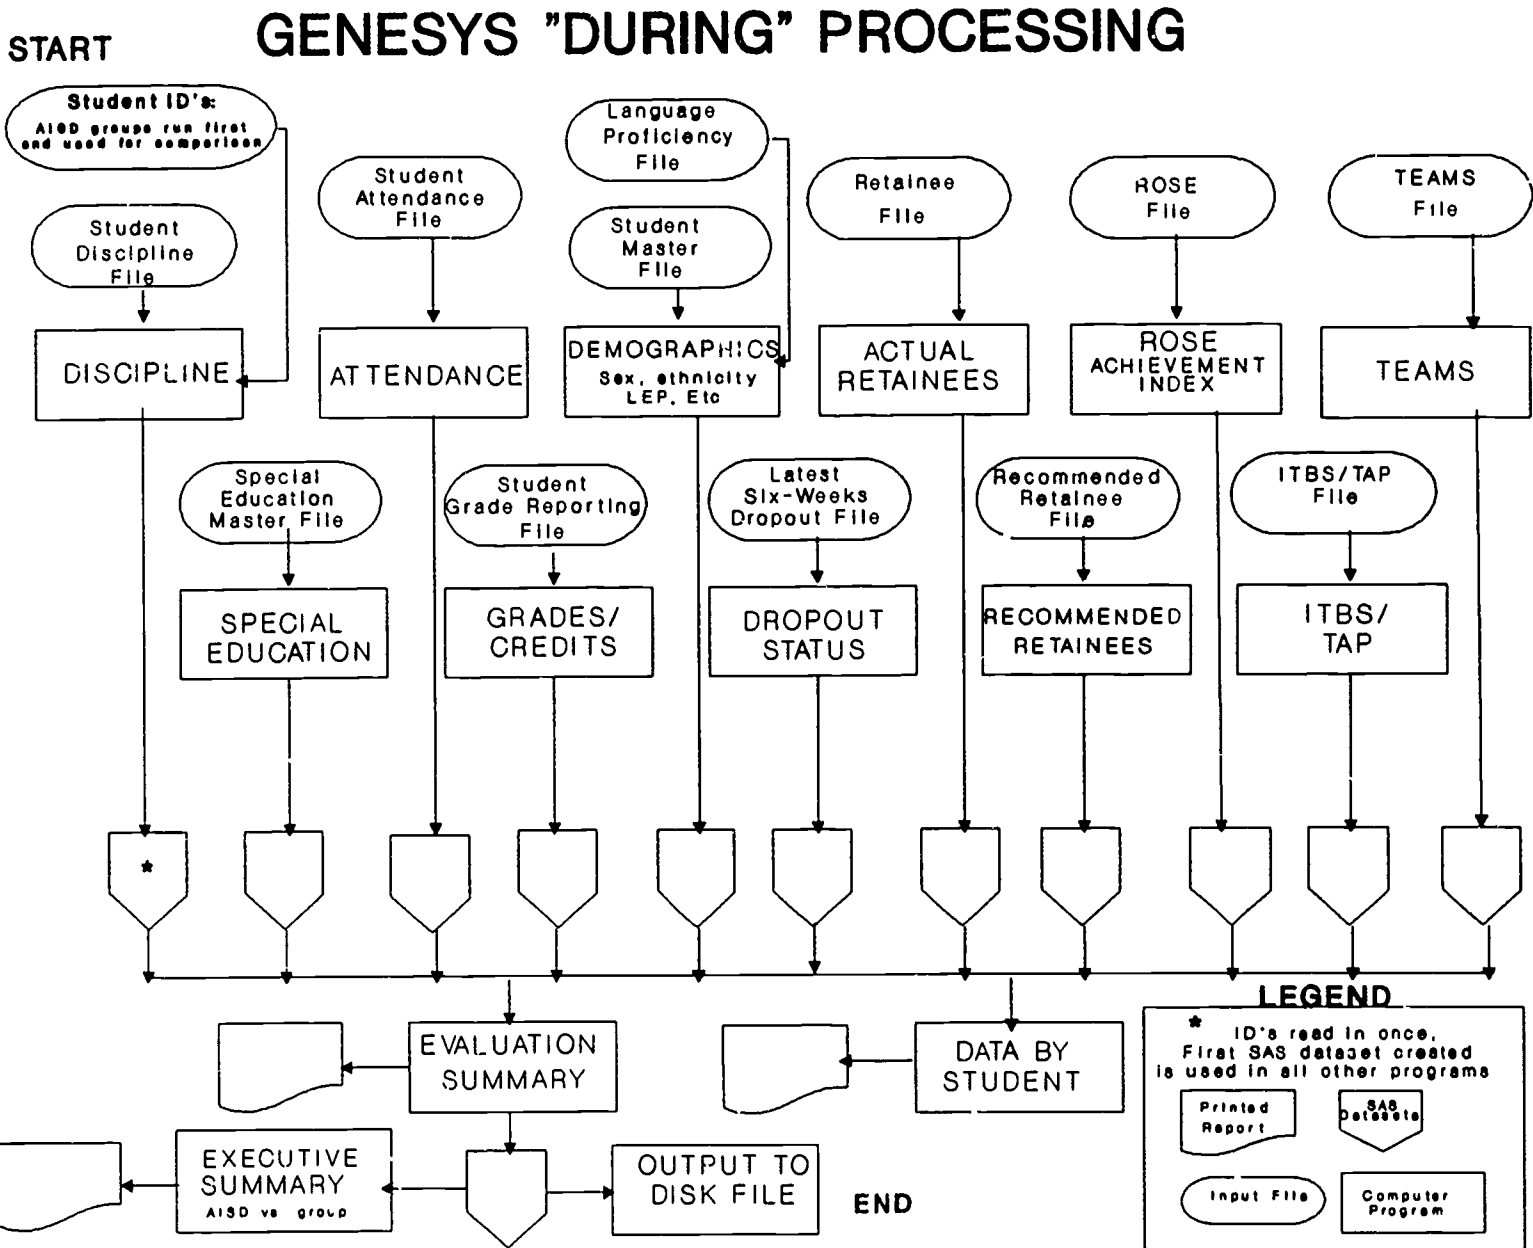 GENESYS "DURING" PROCESSING
START
Student ID's:
AISD groups run first
and used for comparison
Language
Proficiency
File
Student
Attendance
File
Retainee
File
ROSE
File
TEAMS
File
Student
Discipline
File
Student
Master
File
DISCIPLINE
ATTENDANCE
DEMOGRAPHICS
Sex, ethnicity
LEP, Etc
ACTUAL
RETAINEES
ROSE
ACHIEVEMENT
INDEX
TEAMS
Special
Education
Master File
Student
Grade Reporting
File
Latest
Six-Weeks
Dropout File
Recommended
Retainee
File
ITBS/TAP
File
SPECIAL
EDUCATION
GRADES/
CREDITS
DROPOUT
STATUS
RECOMMENDED
RETAINEES
ITBS/
TAP
*
EVALUATION
SUMMARY
DATA BY
STUDENT
EXECUTIVE
SUMMARY
AISD vs group
OUTPUT TO
DISK FILE
END
LEGEND
* ID's read in once,
First SAS dataset created
is used in all other programs
Printed
Report
SAS
Datasets
Input File
Computer
Program